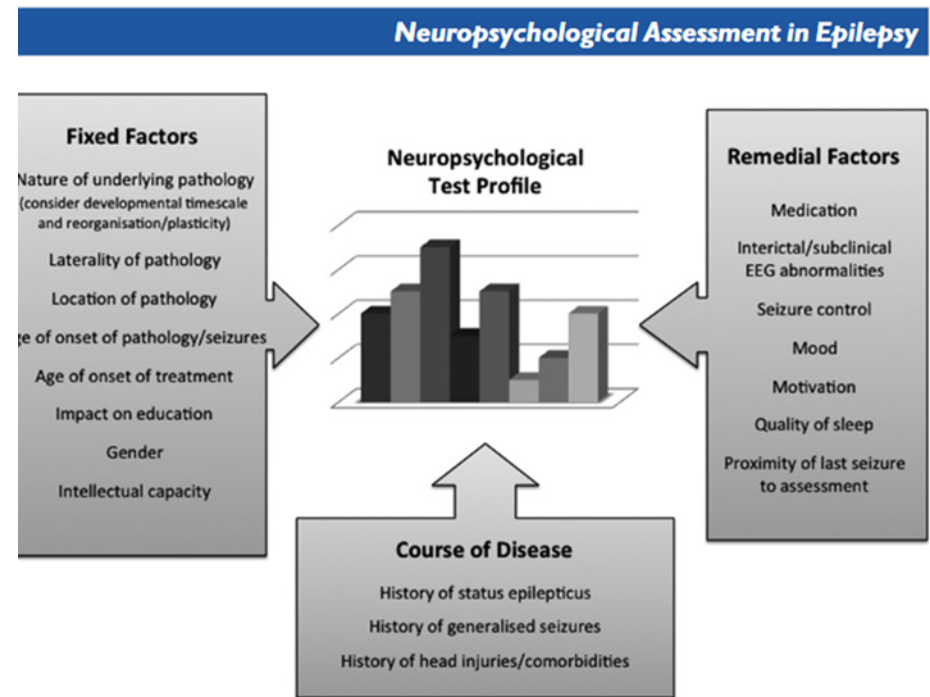 Neuropsychological Assessment in Epilepsy
Fixed Factors
Nature of underlying pathology
(consider developmental timescale
and reorganisation/plasticity)
Laterality of pathology
Location of pathology
ge of onset of pathology/seizures
Age of onset of treatment
Impact on education
Gender
Intellectual capacity
Neuropsychological
Test Profile
Remedial Factors
Medication
Interictal/subclinical
EEG abnormalities
Seizure control
Mood
Motivation
Quality of sleep
Proximity of last seizure
to assessment
Course of Disease
History of status epilepticus
History of generalised seizures
History of head injuries/comorbidities